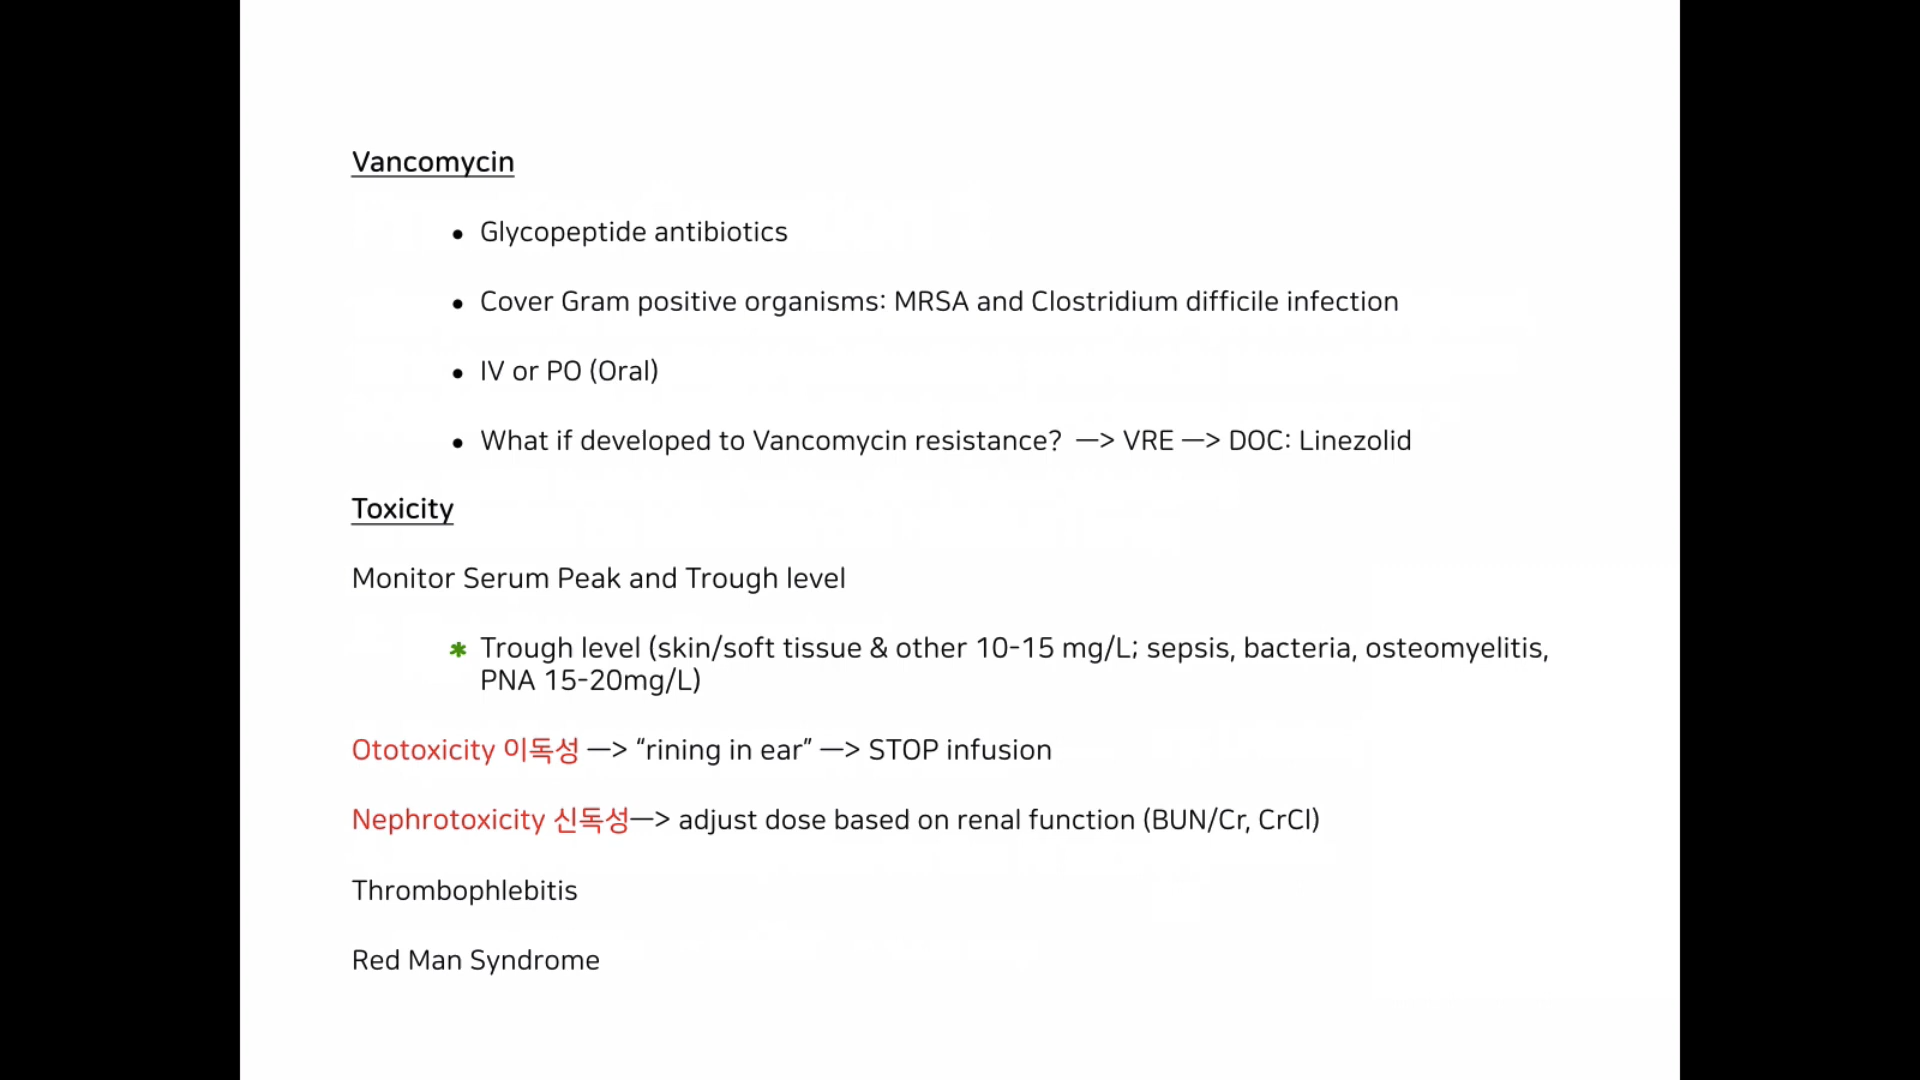 Vancomycin
• Glycopeptide antibiotics
• Cover Gram positive organisms: MRSA and Clostridium difficile infection
• IV or PO (Oral)
• What if developed to Vancomycin resistance? —> VRE —> DOC: Linezolid
Toxicity
Monitor Serum Peak and Trough level
* Trough level (skin/soft tissue & other 10-15 mg/L; sepsis, bacteria, osteomyelitis,
PNA 15-20mg/L)
Ototoxicity 이독성 —> “rining in ear” —> STOP infusion
Nephrotoxicity 신독성—> adjust dose based on renal function (BUN/Cr, CrCl)
Thrombophlebitis
Red Man Syndrome